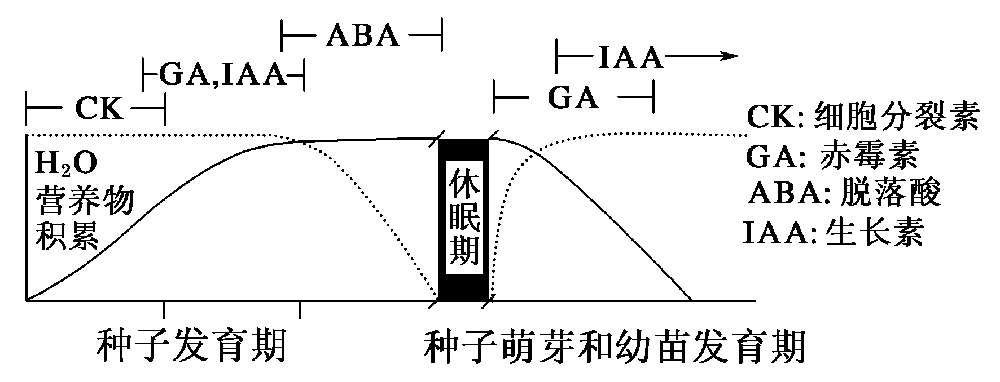 ABA
IAA
GA,IAA
GA
CK
CK: 细胞分裂素
GA: 赤霉素
ABA: 脱落酸
IAA: 生长素
H₂O
营养物
积累
休眠期
种子发育期
种子萌芽和幼苗发育期